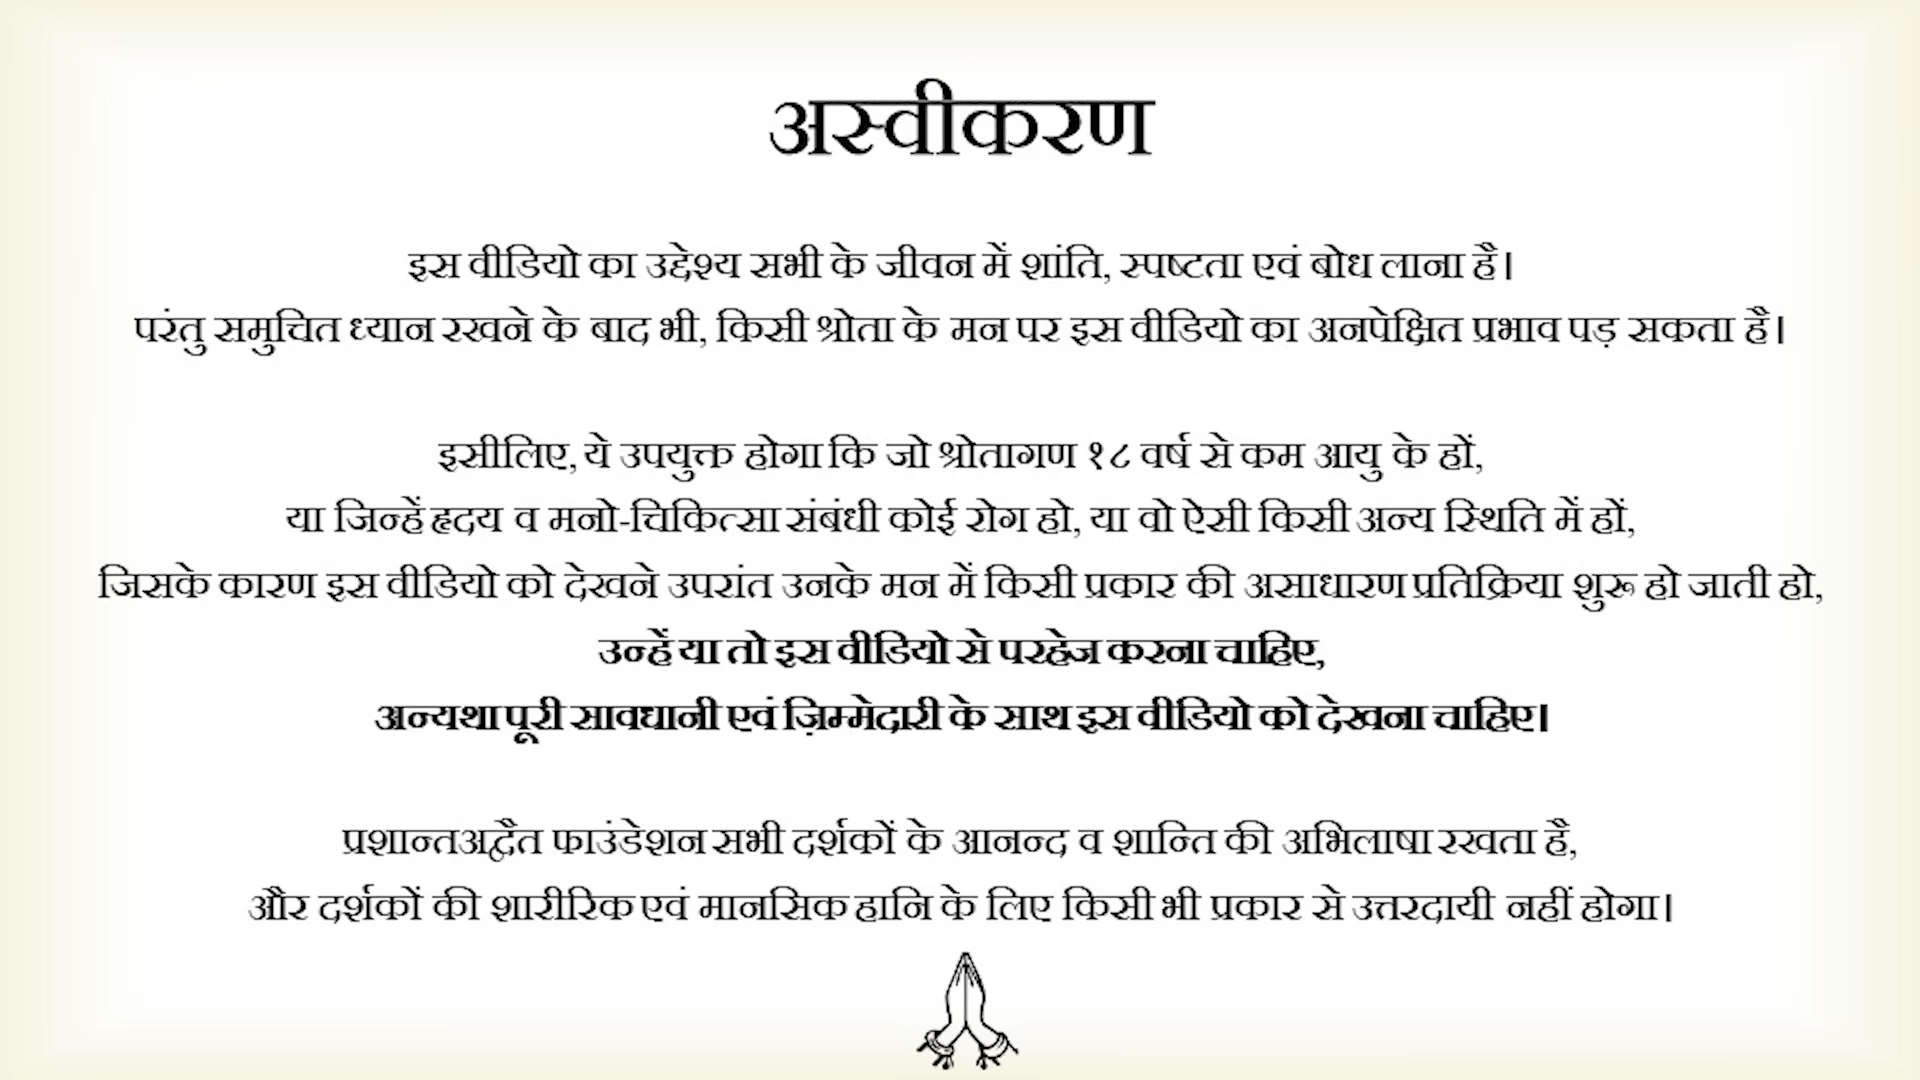 अस्वीकरण
इस वीडियो का उद्देश्य सभी के जीवन में शांति, स्पष्टता एवं बोध लाना है।
परंतु समुचित ध्यान रखने के बाद भी, किसी श्रोता के मन पर इस वीडियो का अनपेक्षित प्रभाव पड़ सकता है।
इसीलिए, ये उपयुक्त होगा कि जो श्रोतागण १८ वर्ष से कम आयु के हों,
या जिन्हें हृदय व मनो-चिकित्सा संबंधी कोई रोग हो, या वो ऐसी किसी अन्य स्थिति में हों,
जिसके कारण इस वीडियो को देखने उपरांत उनके मन में किसी प्रकार की असाधारण प्रतिक्रिया शुरू हो जाती हो,
उन्हें या तो इस वीडियो से परहेज करना चाहिए,
अन्यथा पूरी सावधानी एवं ज़िम्मेदारी के साथ इस वीडियो को देखना चाहिए।
प्रशान्तअद्वैत फाउंडेशन सभी दर्शकों के आनन्द व शान्ति की अभिलाषा रखता है,
और दर्शकों की शारीरिक एवं मानसिक हानि के लिए किसी भी प्रकार से उत्तरदायी नहीं होगा।